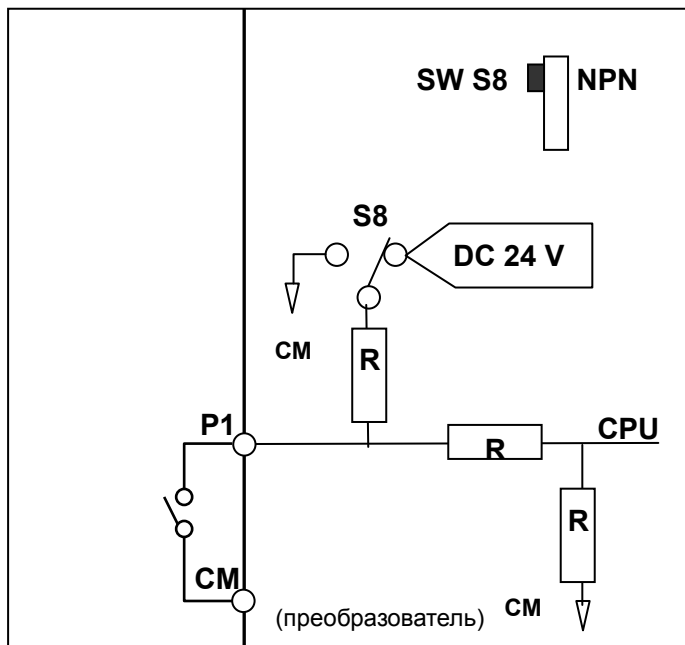 SW S8 NPN
S8
DC 24 V
CM
R
P1
R
CPU
R
CM
(преобразователь) CM